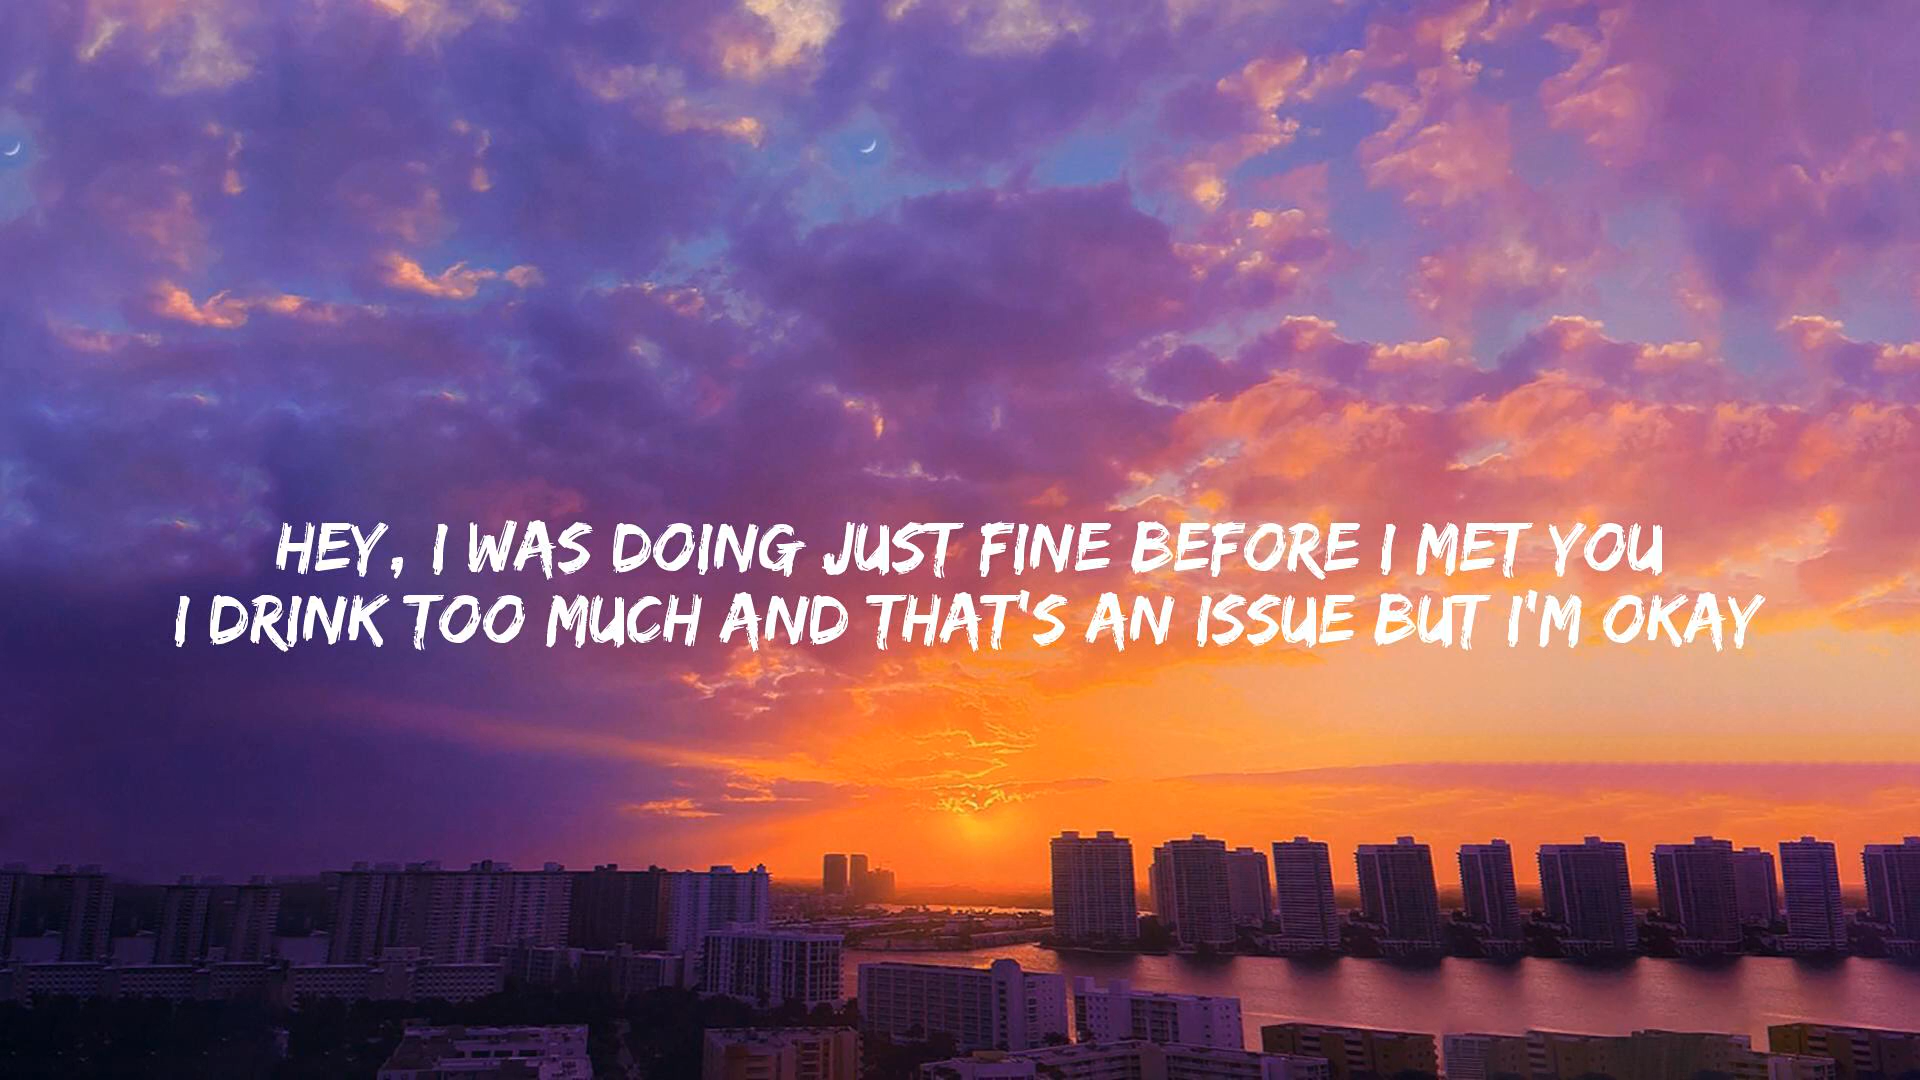 HEY, I WAS DOING JUST FINE BEFORE I MET YOU
I DRINK TOO MUCH AND THAT'S AN ISSUE BUT I'M OKAY